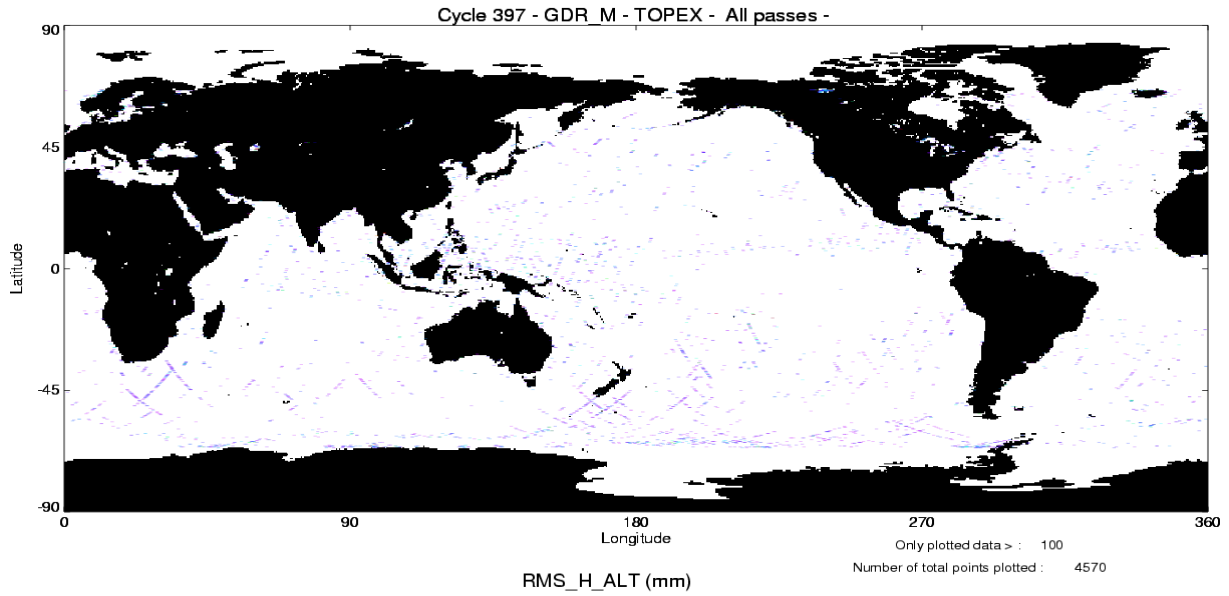 Cycle 397 - GDR_M - TOPEX -  All passes -
90
45
0
-45
-90
Latitude
0 90 180 270 360
Longitude
Only plotted data > : 100
Number of total points plotted : 4570
RMS_H_ALT (mm)